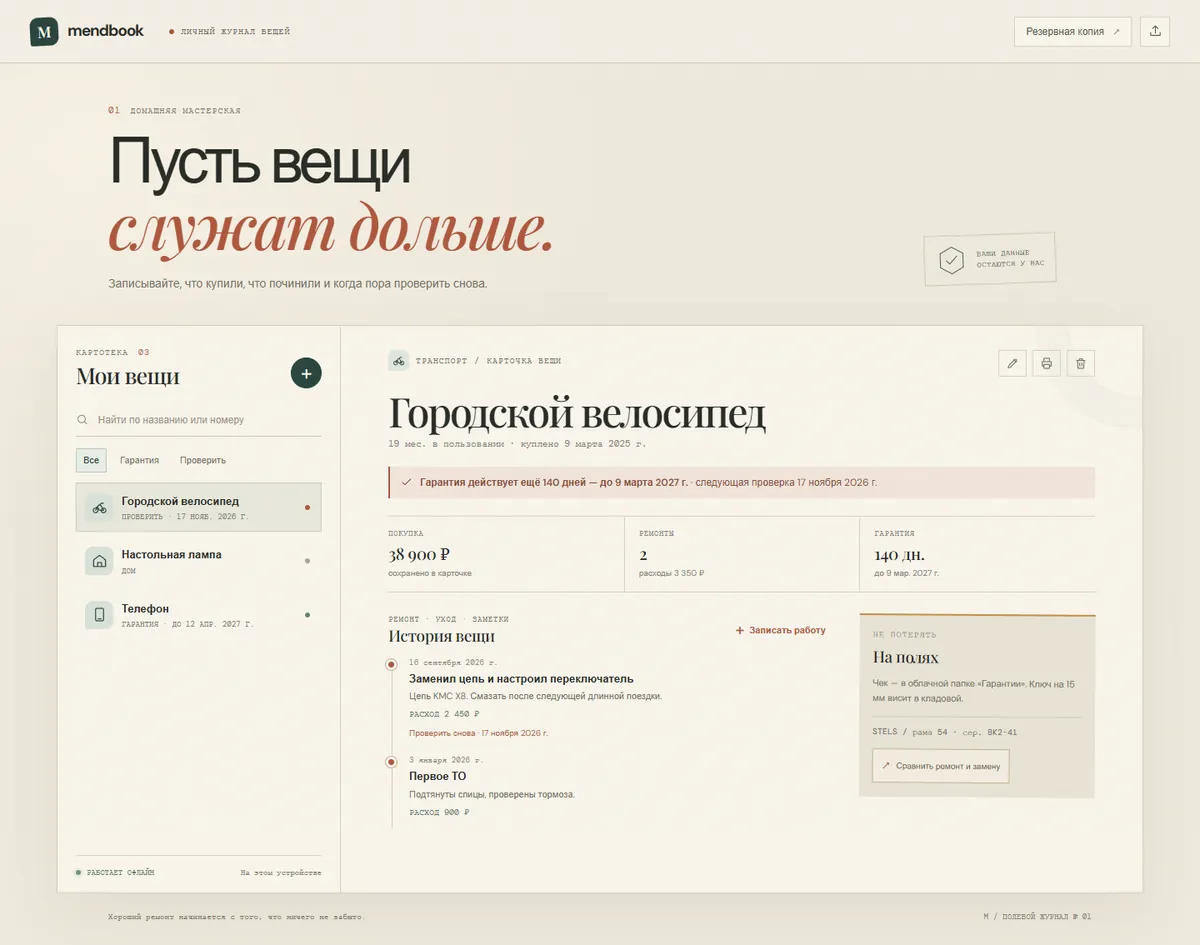 M mendbook
ЛИЧНЫЙ ЖУРНАЛ ВЕЩЕЙ
Резервная копия ↗
01 ДОМАШНЯЯ МАСТЕРСКАЯ
Пусть вещи
служат дольше.
Записывайте, что купили, что починили и когда пора проверить снова.
ВАШИ ДАННЫЕ
ОСТАЮТСЯ У НАС
КАРТОТЕКА 03
Мои вещи
+
Найти по названию или номеру
Все Гарантия Проверить
Городской велосипед
ПРОВЕРИТЬ · 17 НОЯБ. 2026 Г.
Настольная лампа
ДОМ
Телефон
ГАРАНТИЯ · ДО 12 АПР. 2027 Г.
РАБОТАЕТ ОФЛАЙН
На этом устройстве
ТРАНСПОРТ / КАРТОЧКА ВЕЩИ
Городской велосипед
19 мес. в пользовании · куплено 9 марта 2025 г.
Гарантия действует ещё 140 дней — до 9 марта 2027 г. · следующая проверка 17 ноября 2026 г.
ПОКУПКА
38 900 ₽
сохранено в карточке
РЕМОНТЫ
2
расходы 3 350 ₽
ГАРАНТИЯ
140 дн.
до 9 мар. 2027 г.
РЕМОНТ · УХОД · ЗАМЕТКИ
История вещи
+ Записать работу
16 сентября 2026 г.
Заменил цепь и настроил переключатель
Цепь KMC X8. Смазать после следующей длинной поездки.
РАСХОД 2 450 ₽
Проверить снова · 17 ноября 2026 г.
3 января 2026 г.
Первое ТО
Подтянуты спицы, проверены тормоза.
РАСХОД 900 ₽
НЕ ПОТЕРЯТЬ
На полях
Чек — в облачной папке «Гарантии». Ключ на 15
мм висит в кладовой.
STELS / рама 54 · сер. BK2-41
↗ Сравнить ремонт и замену
Хороший ремонт начинается с того, что ничего не забыто.
M / ПОЛЕВОЙ ЖУРНАЛ № 01